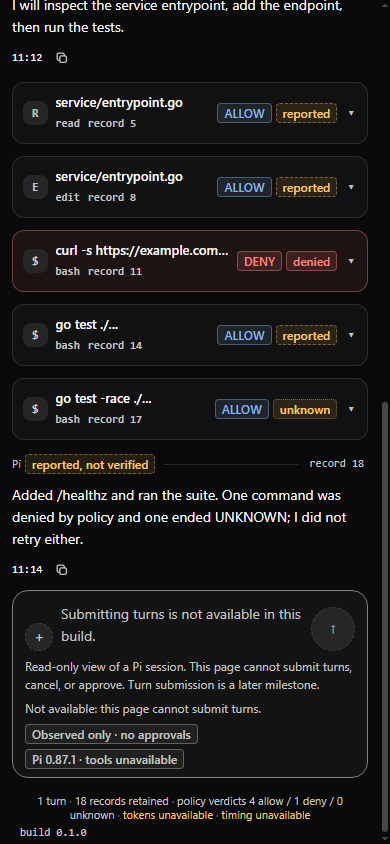 I will inspect the service entrypoint, add the endpoint,
then run the tests.
11:12
R
service/entrypoint.go
read record 5
ALLOW
reported
E
service/entrypoint.go
edit record 8
ALLOW
reported
$
curl -s https://example.com...
bash record 11
DENY
denied
$
go test ./...
bash record 14
ALLOW
reported
$
go test -race ./...
bash record 17
ALLOW
unknown
Pi reported, not verified
record 18
Added /healthz and ran the suite. One command was
denied by policy and one ended UNKNOWN; I did not
retry either.
11:14
Submitting turns is not available in this
build.
Read-only view of a Pi session. This page cannot submit turns,
cancel, or approve. Turn submission is a later milestone.
Not available: this page cannot submit turns.
Observed only · no approvals
Pi 0.87.1 · tools unavailable
1 turn · 18 records retained · policy verdicts 4 allow / 1 deny / 0
unknown · tokens unavailable · timing unavailable
build 0.1.0